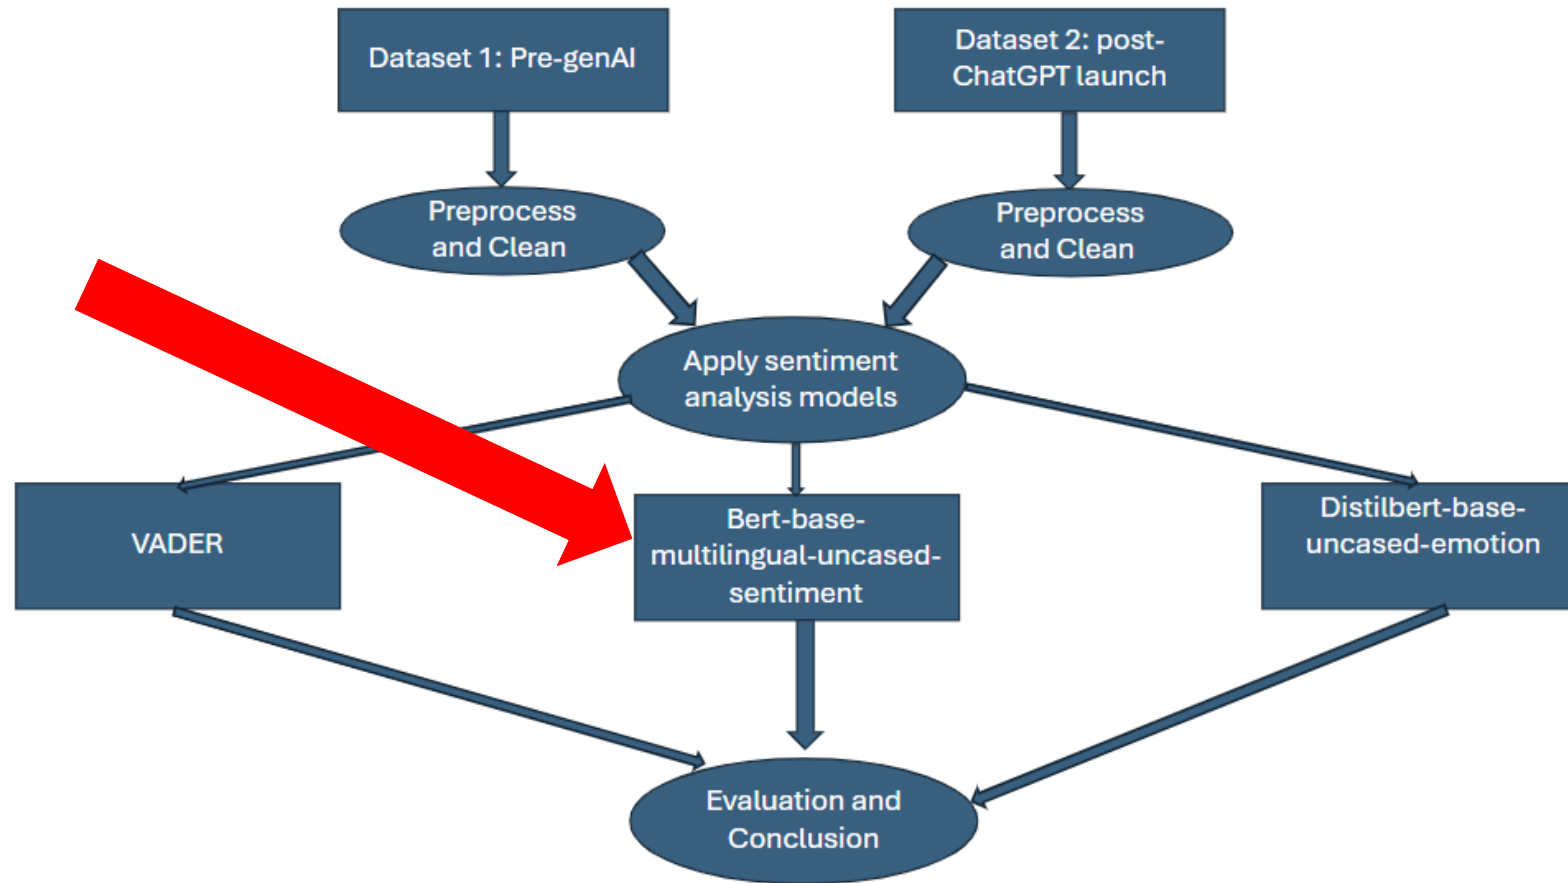 Dataset 1: Pre-genAI
Dataset 2: post-
ChatGPT launch
Preprocess
and Clean
Preprocess
and Clean
Apply sentiment
analysis models
VADER
Bert-base-
multilingual-uncased-
sentiment
Distilbert-base-
uncased-emotion
Evaluation and
Conclusion